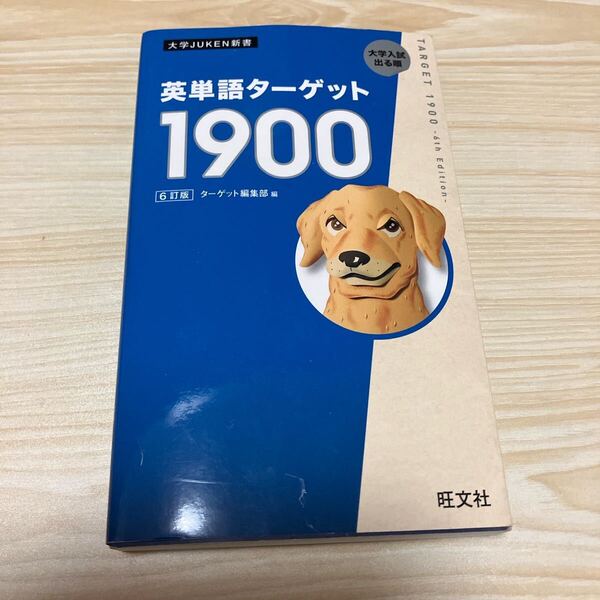 大学JUKEN新書
大学入試
出る順
英単語ターゲット
1900
6訂版 ターゲット編集部 編
TARGET 1900 -6th Edition-
旺文社